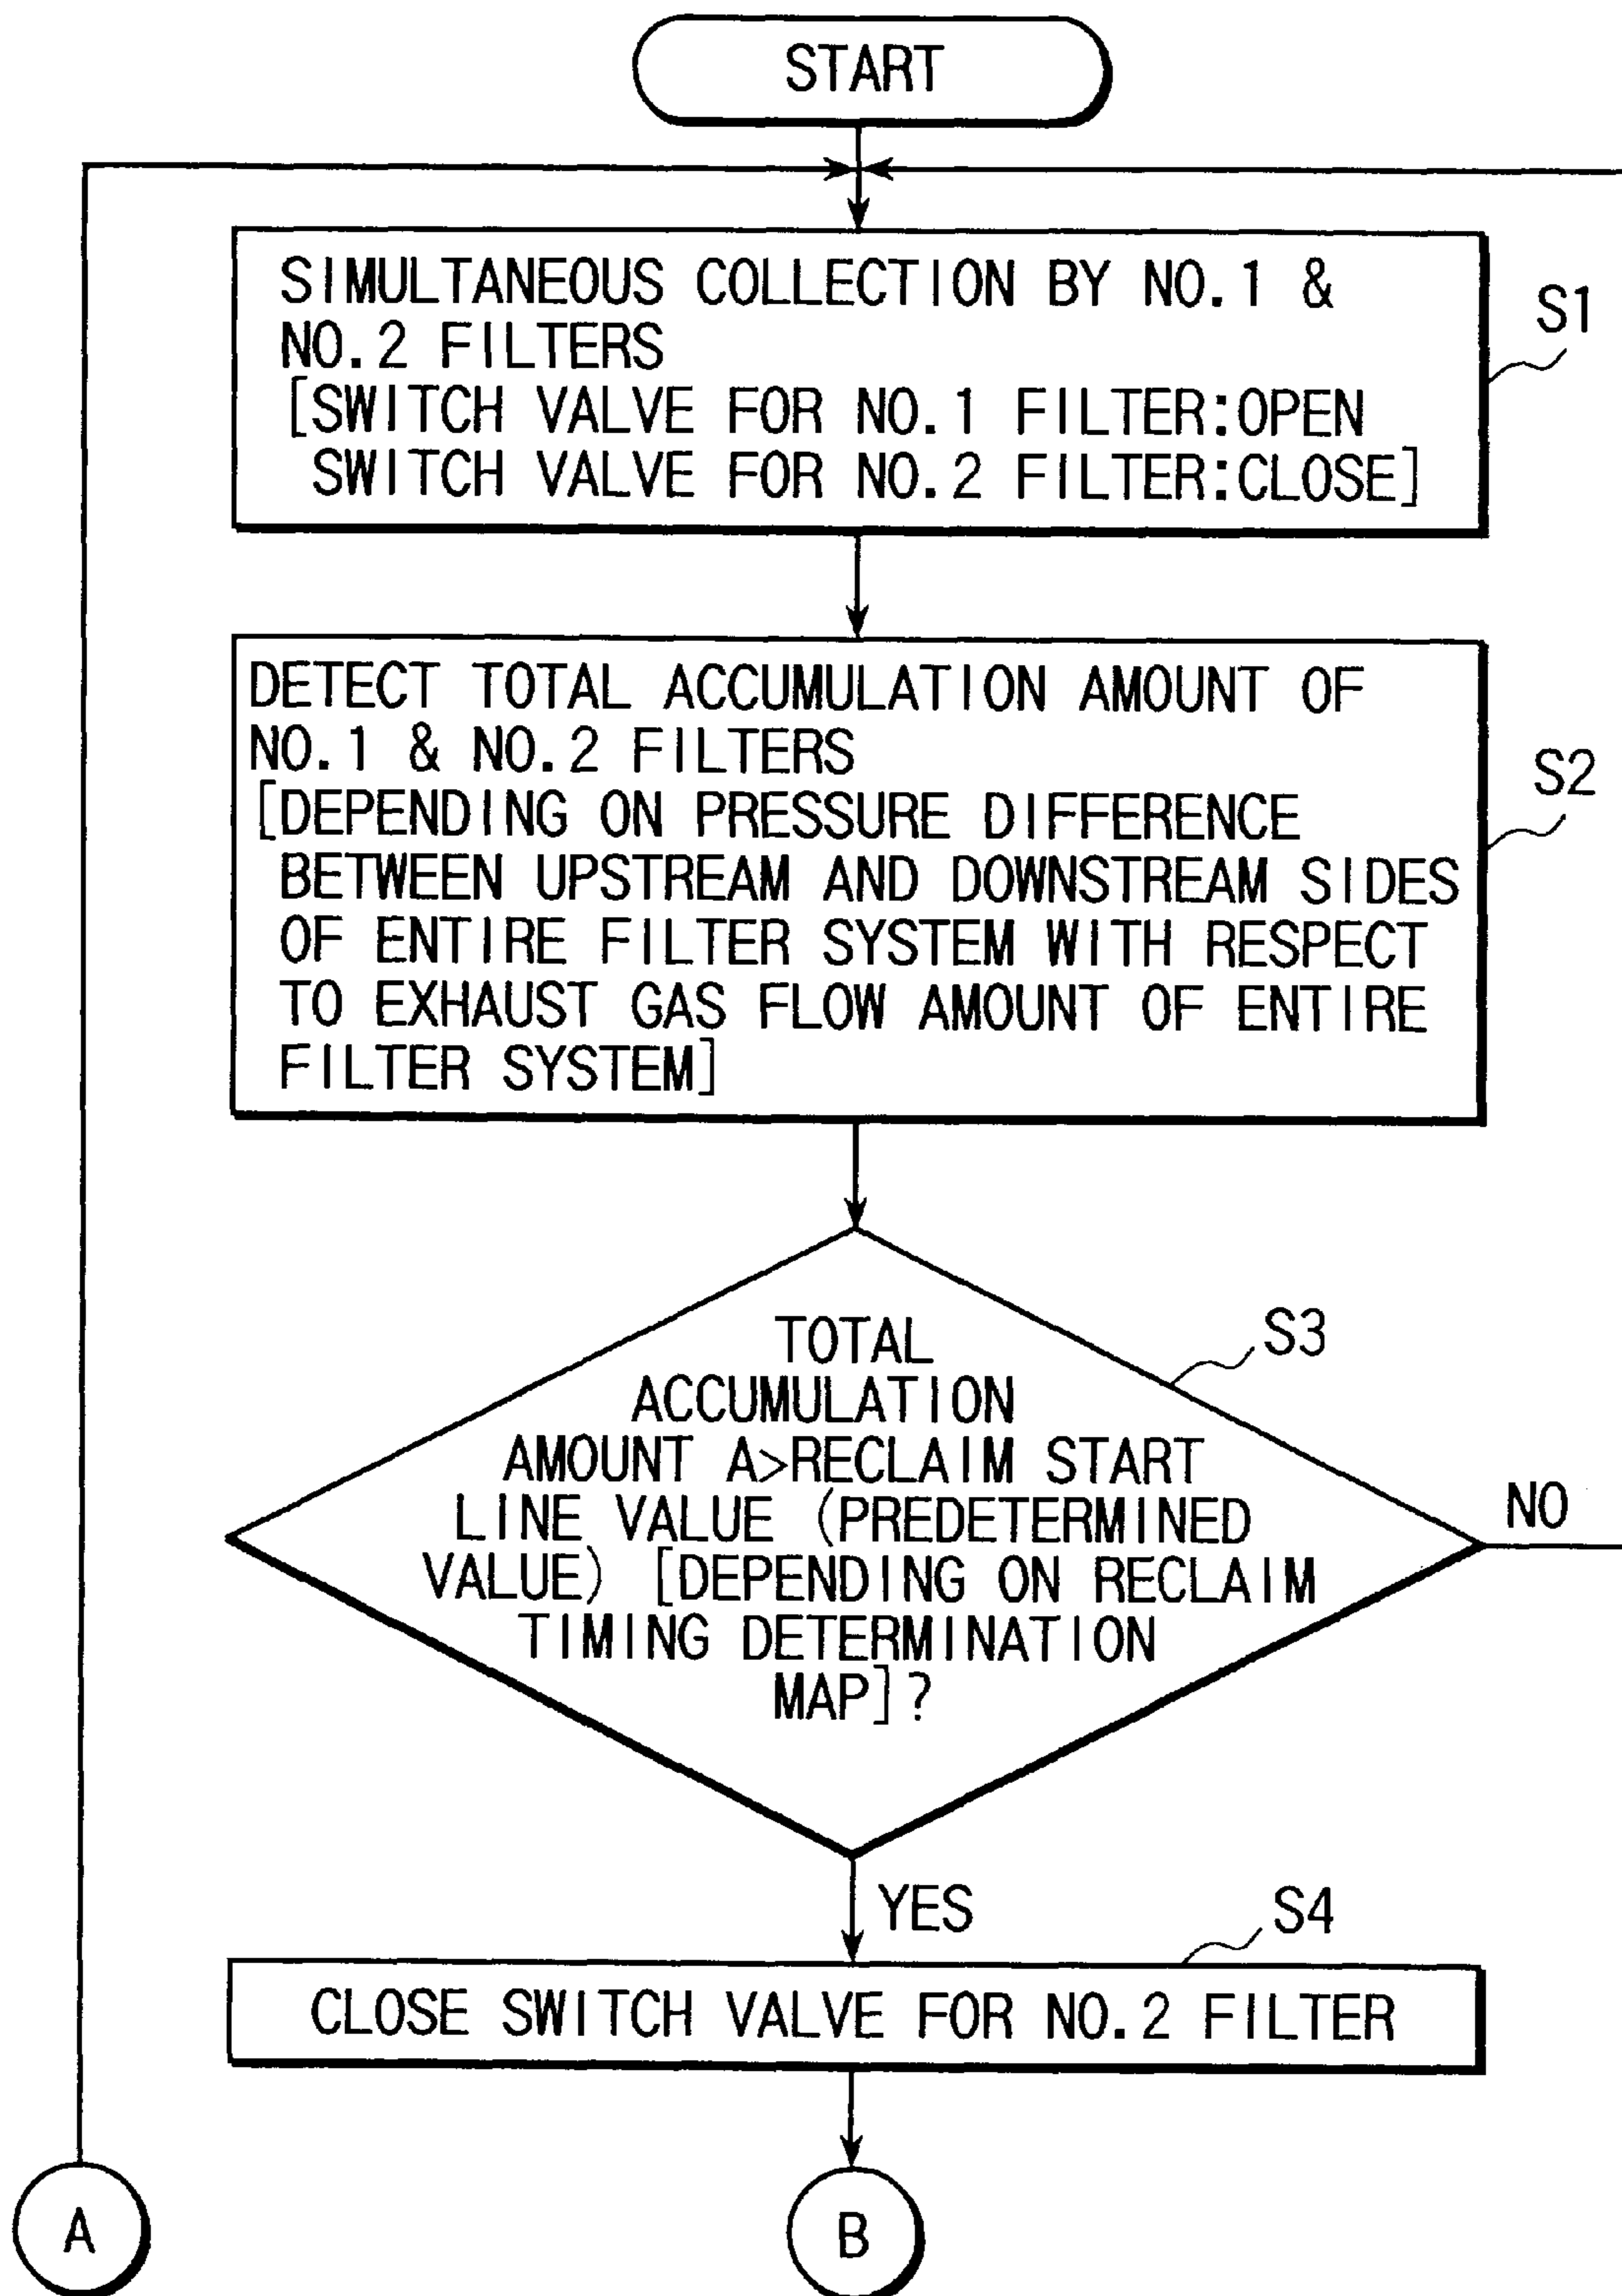 START
SIMULTANEOUS COLLECTION BY NO.1 &
NO.2 FILTERS
[SWITCH VALVE FOR NO.1 FILTER:OPEN
SWITCH VALVE FOR NO.2 FILTER:CLOSE]
S1
DETECT TOTAL ACCUMULATION AMOUNT OF
NO.1 & NO.2 FILTERS
[DEPENDING ON PRESSURE DIFFERENCE
BETWEEN UPSTREAM AND DOWNSTREAM SIDES
OF ENTIRE FILTER SYSTEM WITH RESPECT
TO EXHAUST GAS FLOW AMOUNT OF ENTIRE
FILTER SYSTEM]
S2
TOTAL
ACCUMULATION
AMOUNT A>RECLAIM START
LINE VALUE (PREDETERMINED
VALUE) [DEPENDING ON RECLAIM
TIMING DETERMINATION
MAP]?
S3
NO
YES
S4
CLOSE SWITCH VALVE FOR NO.2 FILTER
A
B